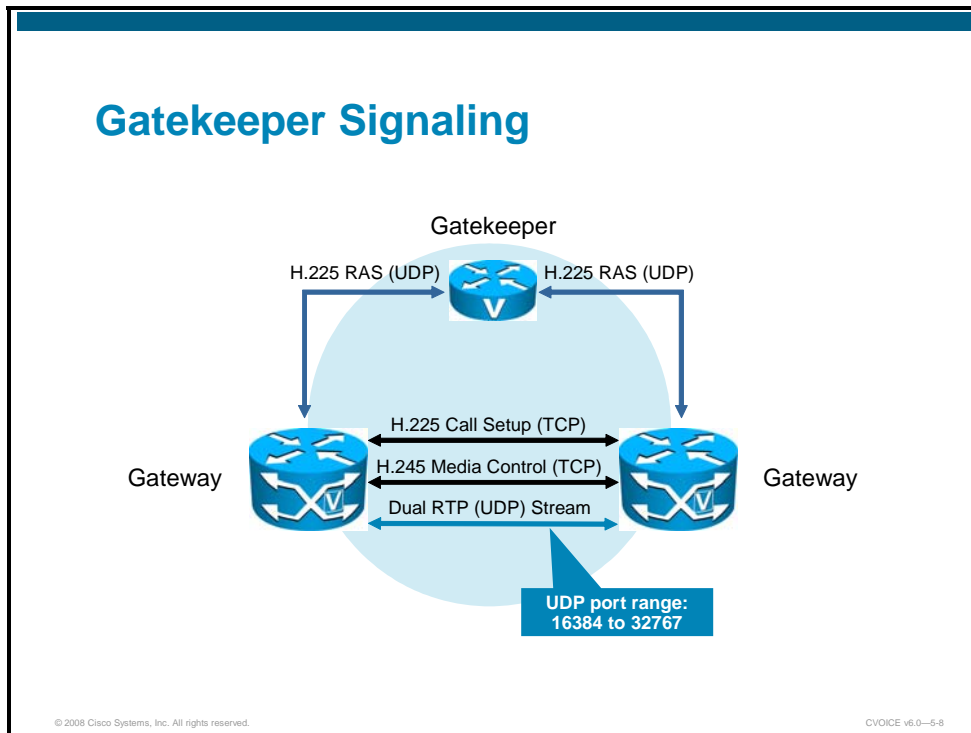 Gatekeeper Signaling
Gatekeeper
H.225 RAS (UDP)
H.225 RAS (UDP)
V
H.225 Call Setup (TCP)
Gateway
H.245 Media Control (TCP)
Gateway
V
V
Dual RTP (UDP) Stream
UDP port range:
16384 to 32767
© 2008 Cisco Systems, Inc. All rights reserved.
CVOICE v6.0—5-8